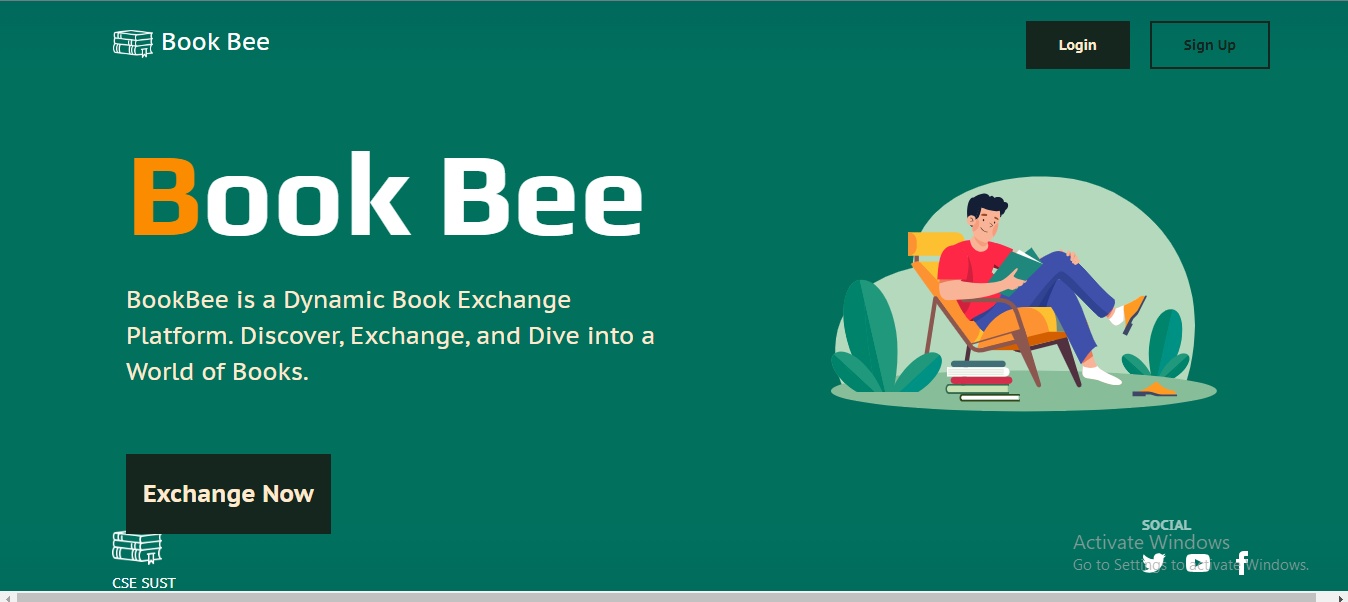 Book Bee
Login
Sign Up
Book Bee
BookBee is a Dynamic Book Exchange
Platform. Discover, Exchange, and Dive into a
World of Books.
Exchange Now
CSE SUST
SOCIAL
Activate Windows
Go to Settings to activate Windows.